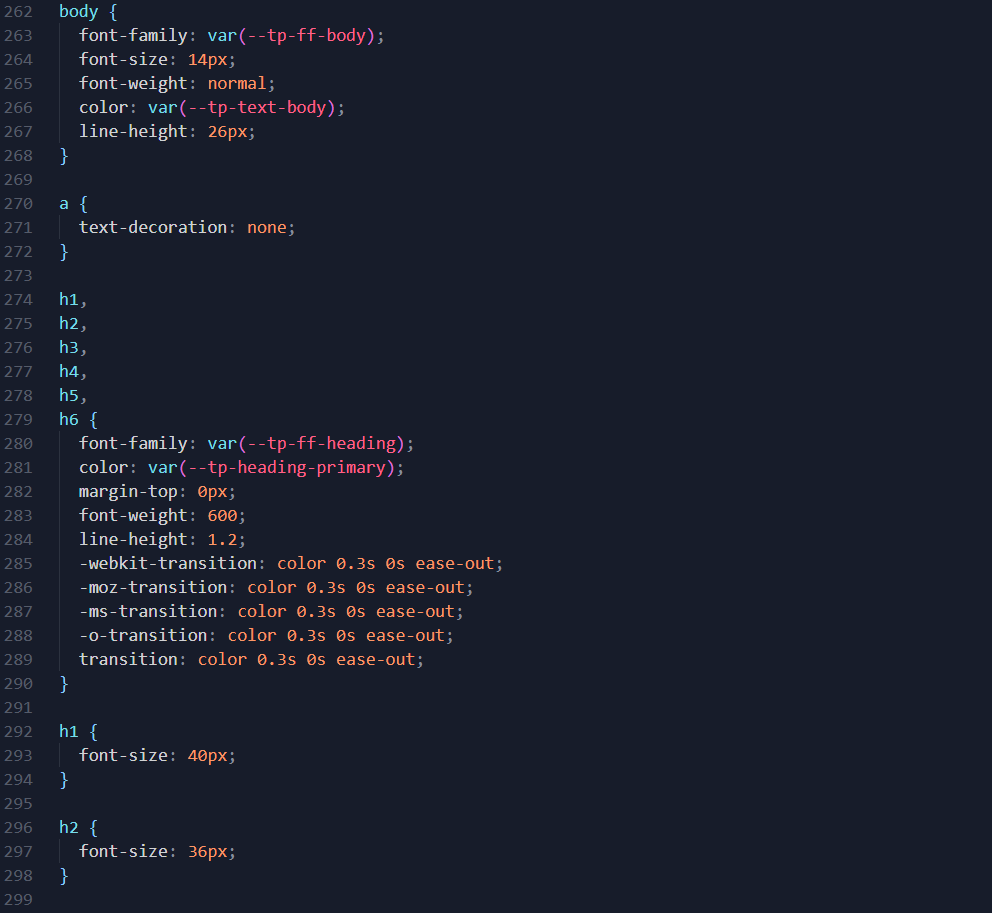 262 body {
263   font-family: var(--tp-ff-body);
264   font-size: 14px;
265   font-weight: normal;
266   color: var(--tp-text-body);
267   line-height: 26px;
268 }
269
270 a {
271   text-decoration: none;
272 }
273
274 h1,
275 h2,
276 h3,
277 h4,
278 h5,
279 h6 {
280   font-family: var(--tp-ff-heading);
281   color: var(--tp-heading-primary);
282   margin-top: 0px;
283   font-weight: 600;
284   line-height: 1.2;
285   -webkit-transition: color 0.3s 0s ease-out;
286   -moz-transition: color 0.3s 0s ease-out;
287   -ms-transition: color 0.3s 0s ease-out;
288   -o-transition: color 0.3s 0s ease-out;
289   transition: color 0.3s 0s ease-out;
290 }
291
292 h1 {
293   font-size: 40px;
294 }
295
296 h2 {
297   font-size: 36px;
298 }
299